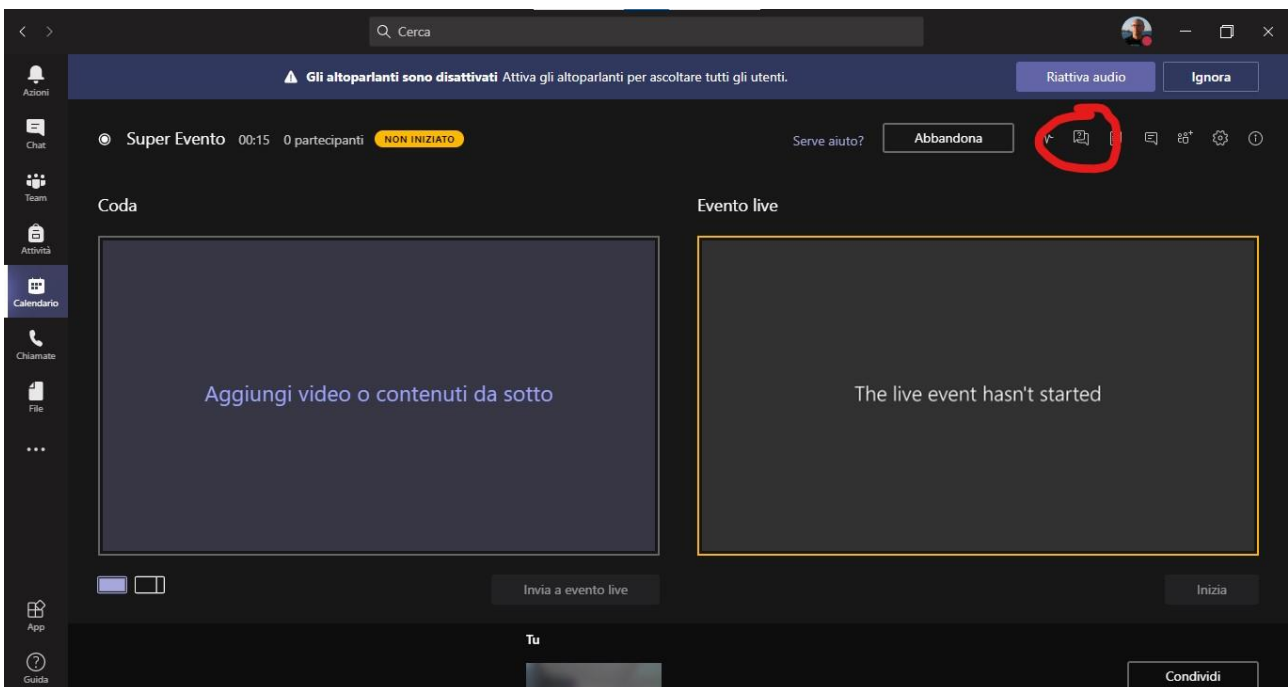 Cerca
Azioni
Chat
Team
Attività
Calendario
Chiamate
File
App
Guida
Gli altoparlanti sono disattivati Attiva gli altoparlanti per ascoltare tutti gli utenti.
Riattiva audio
Ignora
Super Evento 00:15 0 partecipanti NON INIZIATO
Serve aiuto?
Abbandona
Coda
Evento live
Aggiungi video o contenuti da sotto
The live event hasn't started
Invia a evento live
Inizia
Tu
Condividi